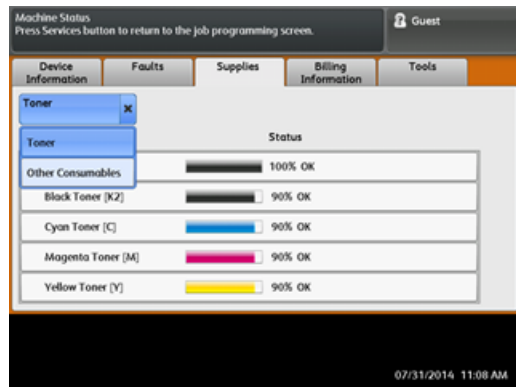 Machine Status
Press Services button to return to the job programming screen.
Guest
Device Information
Faults
Supplies
Billing Information
Tools
Toner
Status
Toner
Other Consumables
100% OK
Black Toner [K2]
90% OK
Cyan Toner [C]
90% OK
Magenta Toner [M]
90% OK
Yellow Toner [Y]
90% OK
07/31/2014 11:08 AM